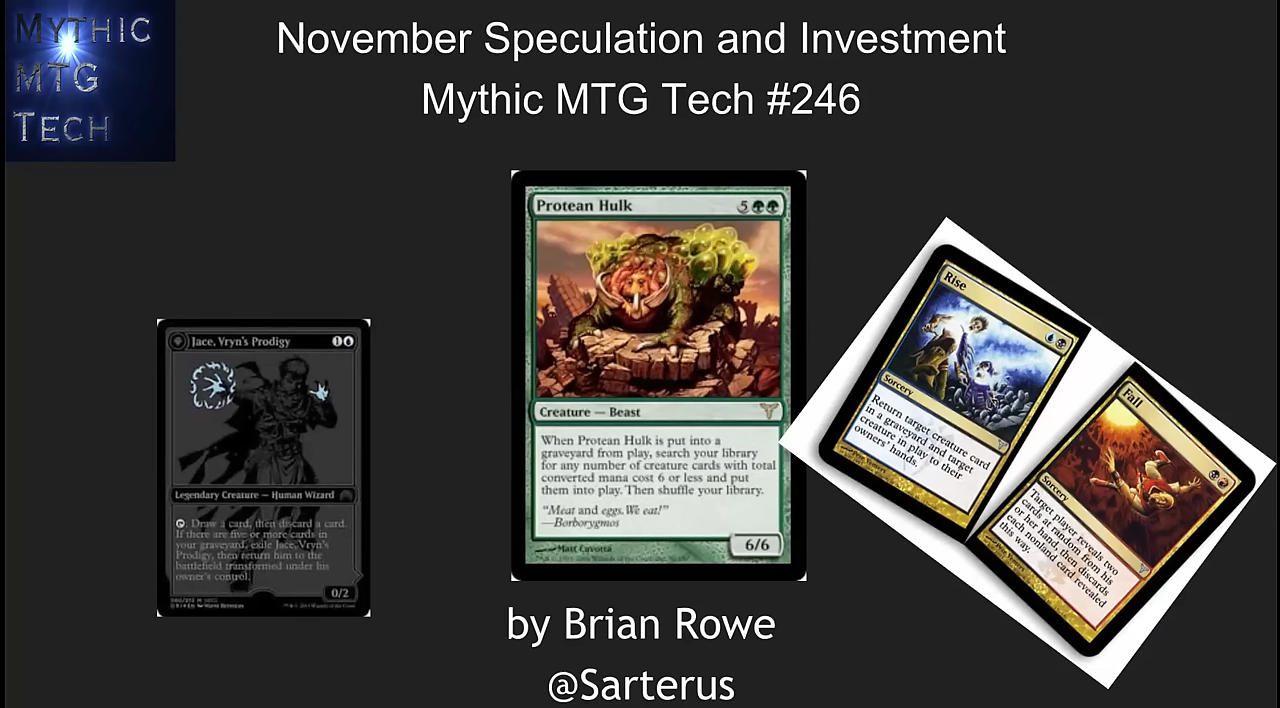 MYTHIC
MTG
TECH
November Speculation and Investment
Mythic MTG Tech #246
Jace, Vryn's Prodigy
Legendary Creature — Human Wizard
: Draw a card, then discard a card.
If there are five or more cards in
your graveyard, exile Jace, Vryn's
Prodigy, then return him to the
battlefield transformed under his
owner's control.
0/2
Protean Hulk 5
Creature — Beast
When Protean Hulk is put into a
graveyard from play, search your library
for any number of creature cards with total
converted mana cost 6 or less and put
them into play. Then shuffle your library.
"Meat and eggs. We eat!"
—Borborygmos
Matt Cavotta
6/6
Rise
Sorcery
Return target creature card
in a graveyard and target
creature in play to their
owners' hands.
Fall
Sorcery
Target player reveals two
cards at random from his
or her hand, then discards
each nonland card revealed
this way.
by Brian Rowe
@Sarterus